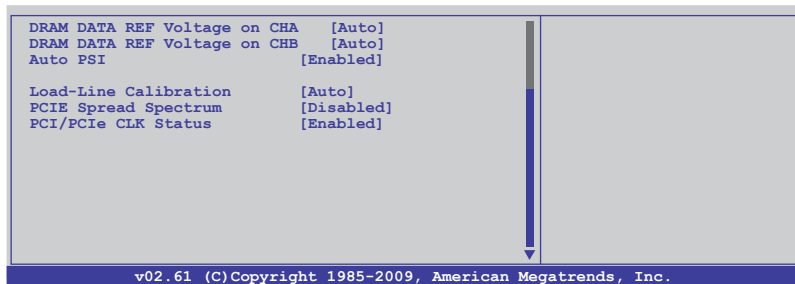 DRAM DATA REF Voltage on CHA [Auto]
DRAM DATA REF Voltage on CHB [Auto]
Auto PSI [Enabled]
Load-Line Calibration [Auto]
PCIE Spread Spectrum [Disabled]
PCI/PCIe CLK Status [Enabled]
v02.61 (C)Copyright 1985-2009, American Megatrends, Inc.